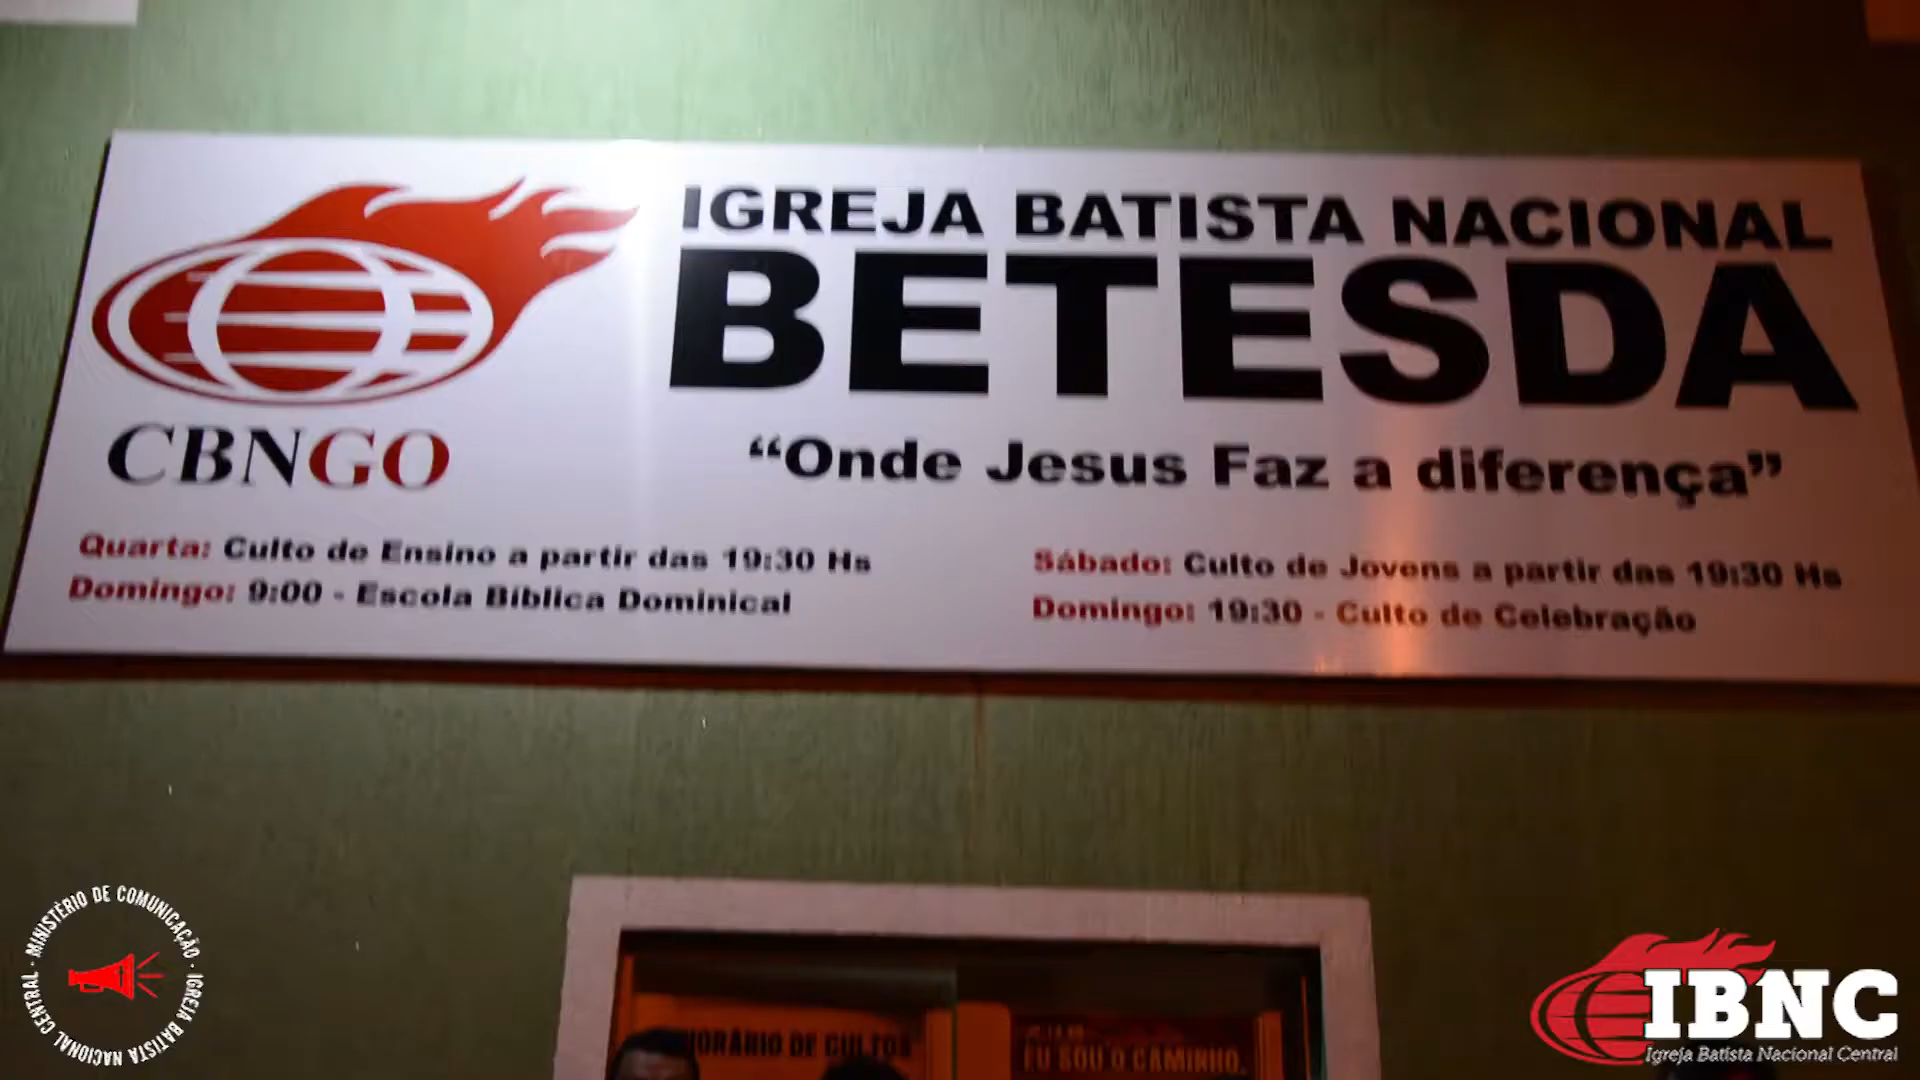 IGREJA BATISTA NACIONAL
BETESDA
“Onde Jesus Faz a diferença”
CBNGO
Quarta: Culto de Ensino a partir das 19:30 Hs
Domingo: 9:00 - Escola Bíblica Dominical
Sábado: Culto de Jovens a partir das 19:30 Hs
Domingo: 19:30 - Culto de Celebração
HORÁRIO DE CULTOS
EU SOU O CAMINHO,
MINISTÉRIO DE COMUNICAÇÃO · IGREJA BATISTA NACIONAL CENTRAL ·
IBNC
Igreja Batista Nacional Central